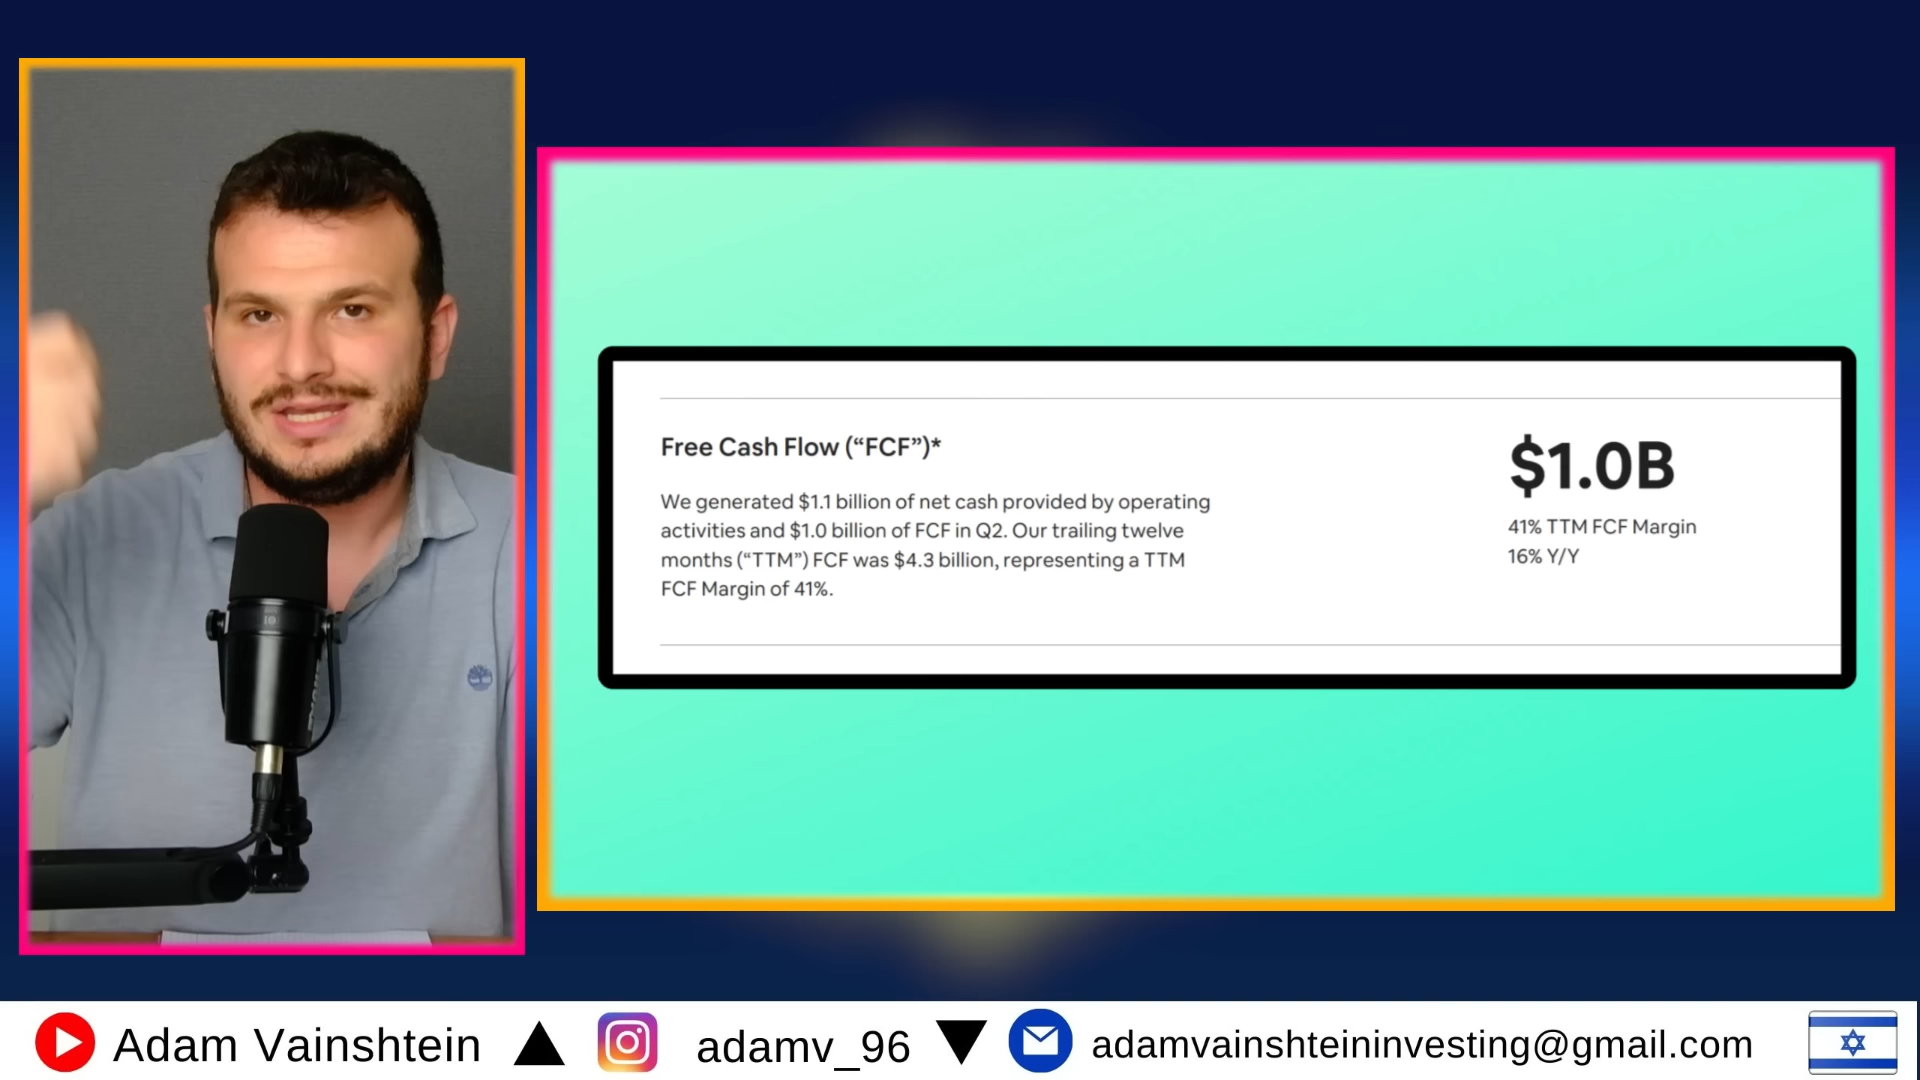 Free Cash Flow (“FCF”)*
We generated $1.1 billion of net cash provided by operating
activities and $1.0 billion of FCF in Q2. Our trailing twelve
months (“TTM”) FCF was $4.3 billion, representing a TTM
FCF Margin of 41%.
$1.0B
41% TTM FCF Margin
16% Y/Y
Adam Vainshtein
adamv_96
adamvainshteininvesting@gmail.com